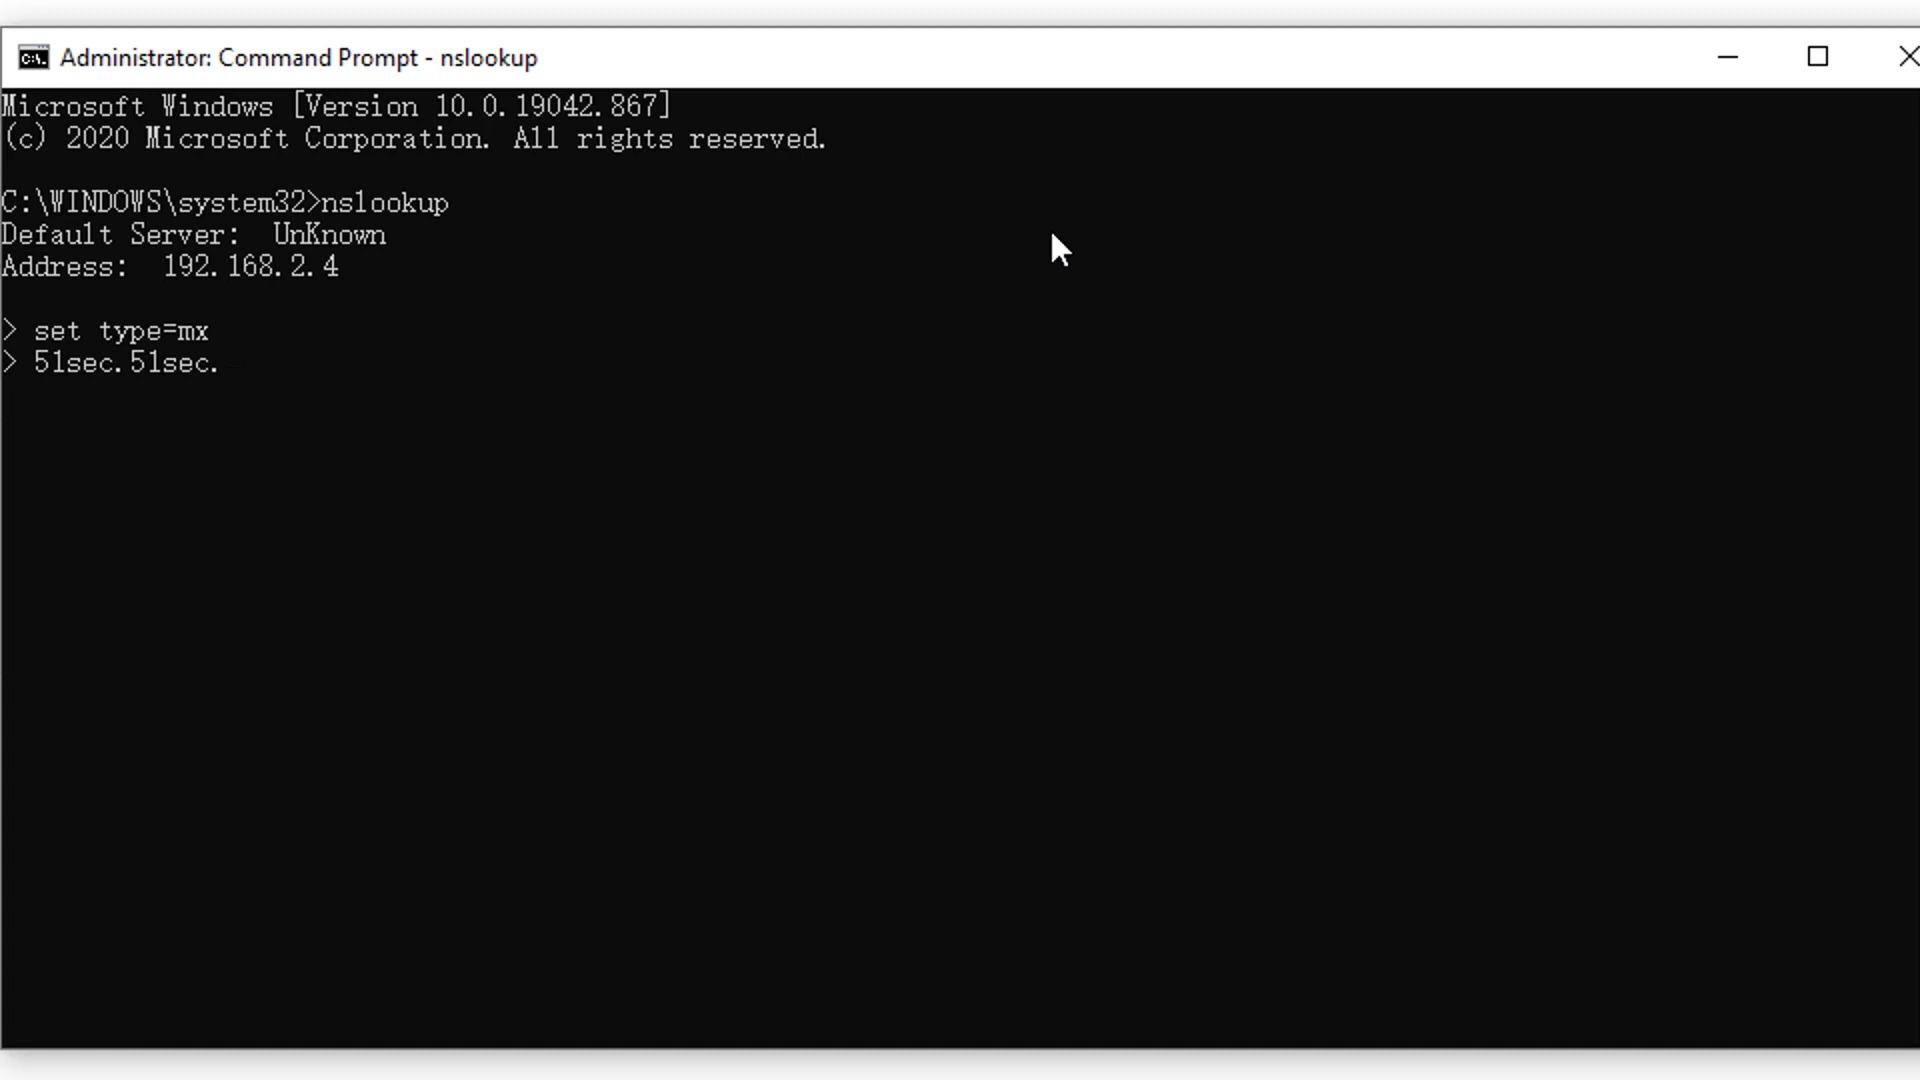 Administrator: Command Prompt - nslookup
Microsoft Windows [Version 10.0.19042.867]
(c) 2020 Microsoft Corporation. All rights reserved.
C:\WINDOWS\system32>nslookup
Default Server:  UnKnown
Address:  192.168.2.4
> set type=mx
> 51sec.51sec.